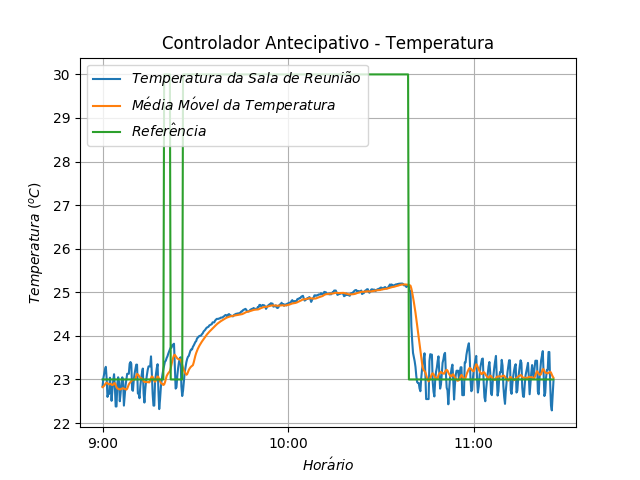 Controlador Antecipativo - Temperatura
Temperatura da Sala de Reunião
Média Móvel da Temperatura
Referência
30
29
28
27
26
25
24
23
22
Temperatura (°C)
9:00
10:00
11:00
Horário